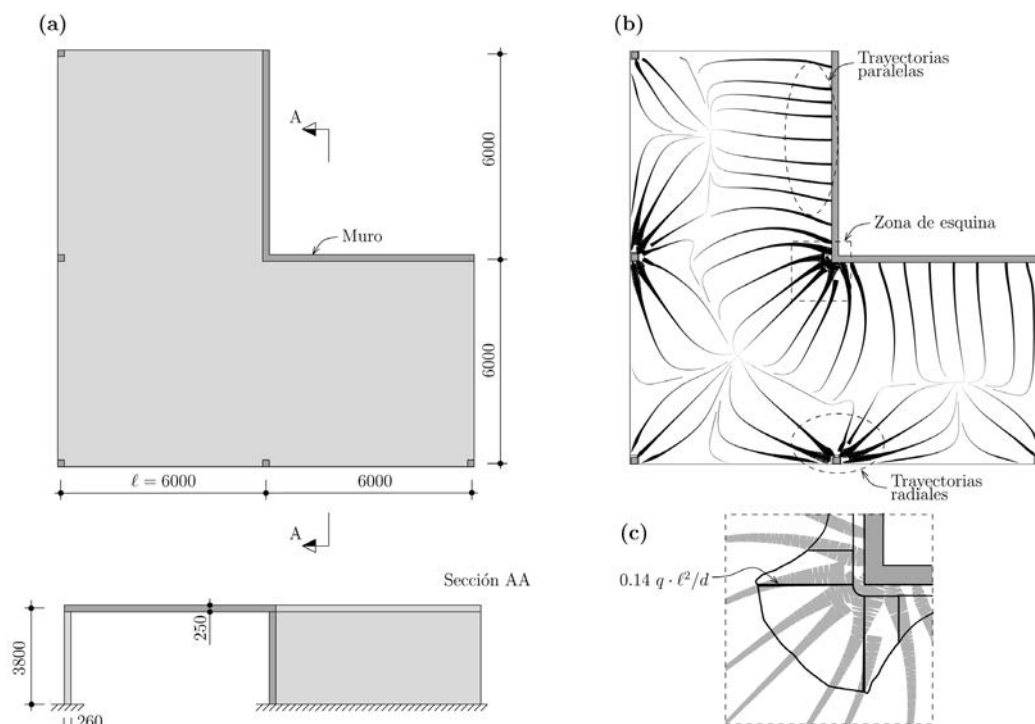 (a)
A
6000
Muro
6000
ℓ = 6000
6000
A
Sección AA
250
3800
260
(b)
Trayectorias
paralelas
Zona de esquina
Trayectorias
radiales
(c)
0.14 q · ℓ²/d